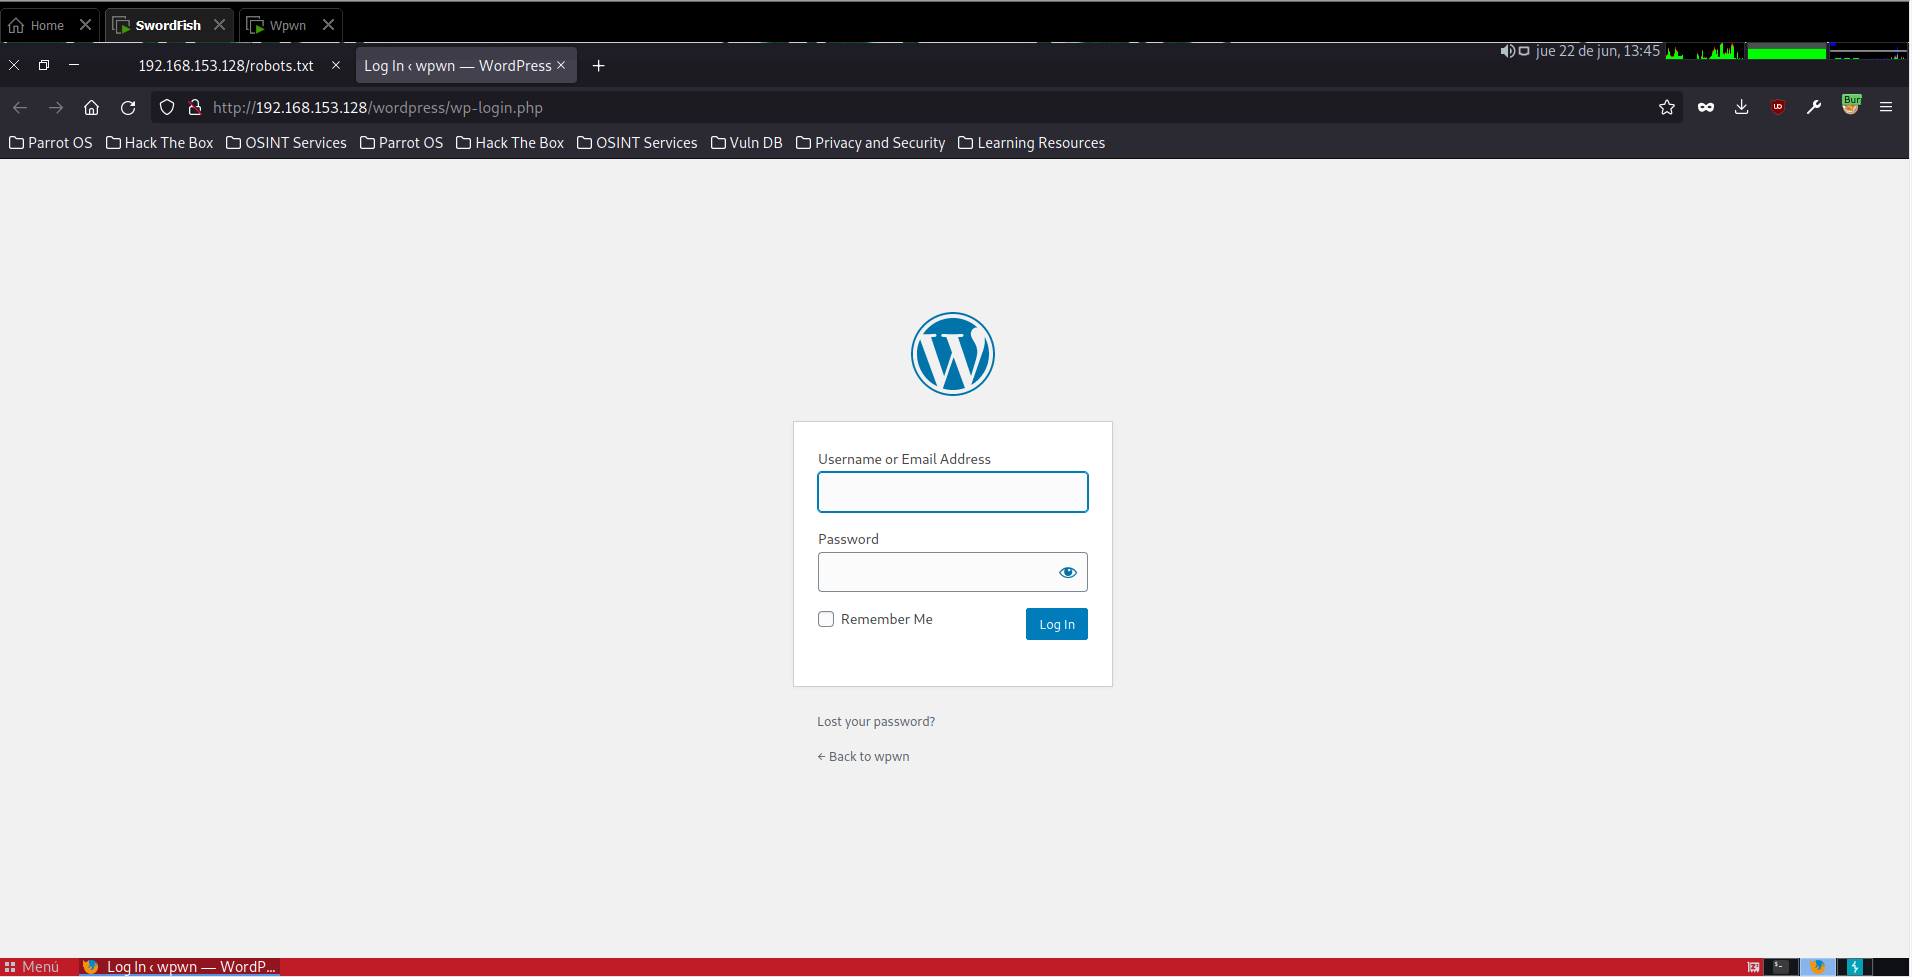 Home SwordFish Wpwn
jue 22 de jun, 13:45
192.168.153.128/robots.txt Log In ‹ wpwn — WordPress
http://192.168.153.128/wordpress/wp-login.php
Parrot OS Hack The Box OSINT Services Parrot OS Hack The Box OSINT Services Vuln DB Privacy and Security Learning Resources
Username or Email Address
Password
Remember Me Log In
Lost your password?
← Back to wpwn
Menú Log In ‹ wpwn — WordP...